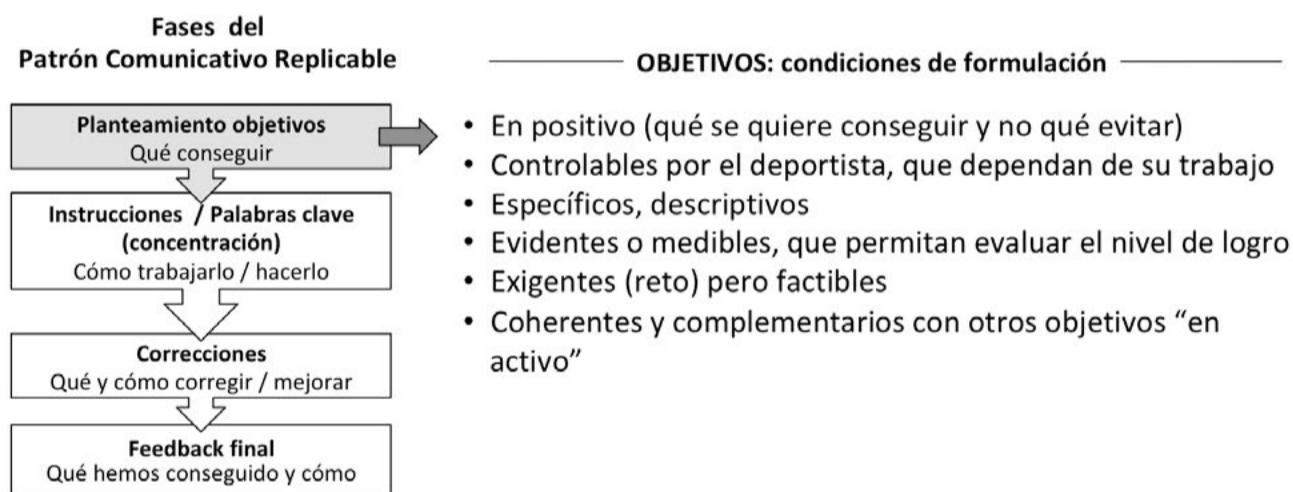 Fases del
Patrón Comunicativo Replicable
Planteamiento objetivos
Qué conseguir
Instrucciones / Palabras clave
(concentración)
Cómo trabajarlo / hacerlo
Correcciones
Qué y cómo corregir / mejorar
Feedback final
Qué hemos conseguido y cómo
OBJETIVOS: condiciones de formulación
• En positivo (qué se quiere conseguir y no qué evitar)
• Controlables por el deportista, que dependan de su trabajo
• Específicos, descriptivos
• Evidentes o medibles, que permitan evaluar el nivel de logro
• Exigentes (reto) pero factibles
• Coherentes y complementarios con otros objetivos “en
activo”